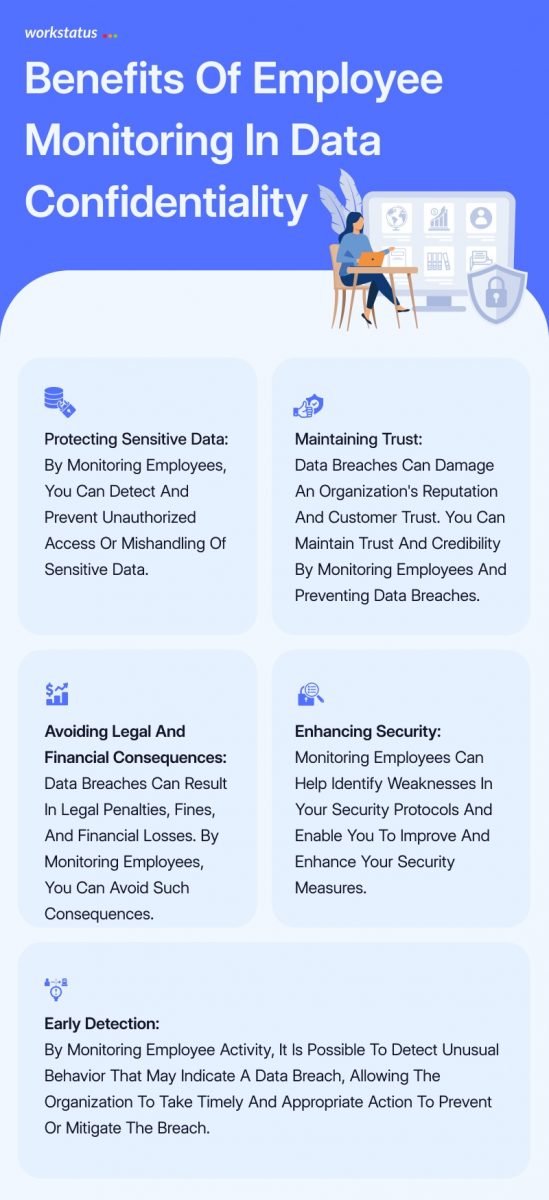 workstatus
Benefits Of Employee
Monitoring In Data
Confidentiality
Protecting Sensitive Data:
By Monitoring Employees,
You Can Detect And
Prevent Unauthorized
Access Or Mishandling Of
Sensitive Data.
Maintaining Trust:
Data Breaches Can Damage
An Organization's Reputation
And Customer Trust. You Can
Maintain Trust And Credibility
By Monitoring Employees And
Preventing Data Breaches.
Avoiding Legal And
Financial Consequences:
Data Breaches Can Result
In Legal Penalties, Fines,
And Financial Losses. By
Monitoring Employees,
You Can Avoid Such
Consequences.
Enhancing Security:
Monitoring Employees Can
Help Identify Weaknesses In
Your Security Protocols And
Enable You To Improve And
Enhance Your Security
Measures.
Early Detection:
By Monitoring Employee Activity, It Is Possible To Detect Unusual
Behavior That May Indicate A Data Breach, Allowing The
Organization To Take Timely And Appropriate Action To Prevent
Or Mitigate The Breach.